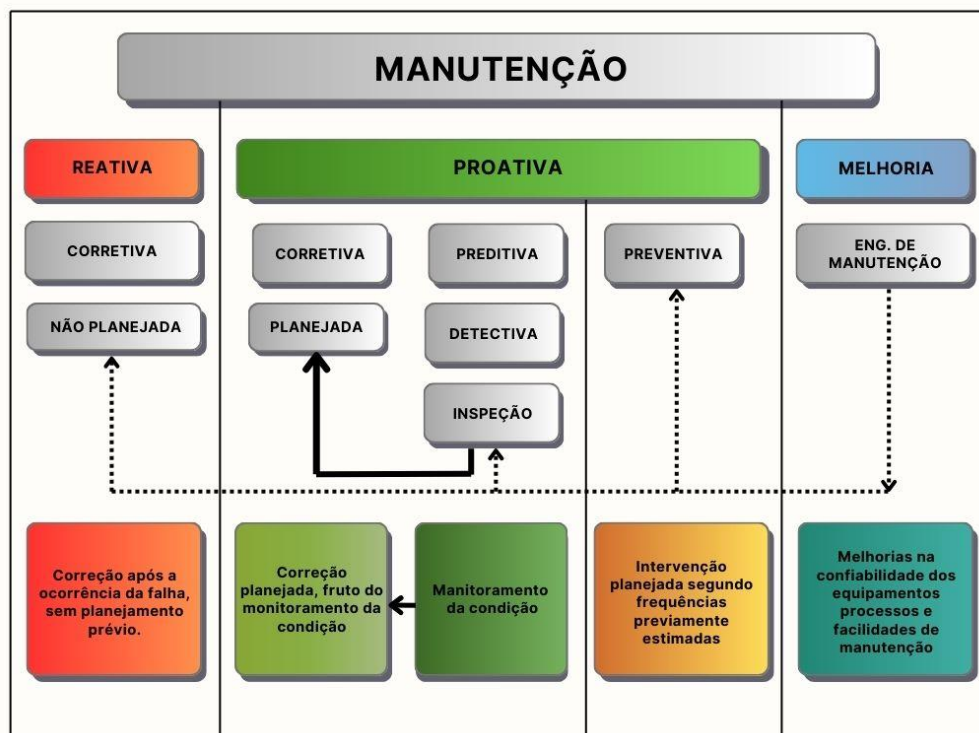 MANUTENÇÃO
REATIVA
PROATIVA
MELHORIA
CORRETIVA
CORRETIVA
PREDITIVA
PREVENTIVA
ENG. DE
MANUTENÇÃO
NÃO PLANEJADA
PLANEJADA
DETECTIVA
INSPEÇÃO
Correção após a
ocorrência da falha,
sem planejamento
prévio.
Correção
planejada, fruto do
monitoramento da
condição
Manitoramento
da condição
Intervenção
planejada segundo
frequências
previamente
estimadas
Melhorias na
confiabilidade dos
equipamentos
processos e
facilidades de
manutenção